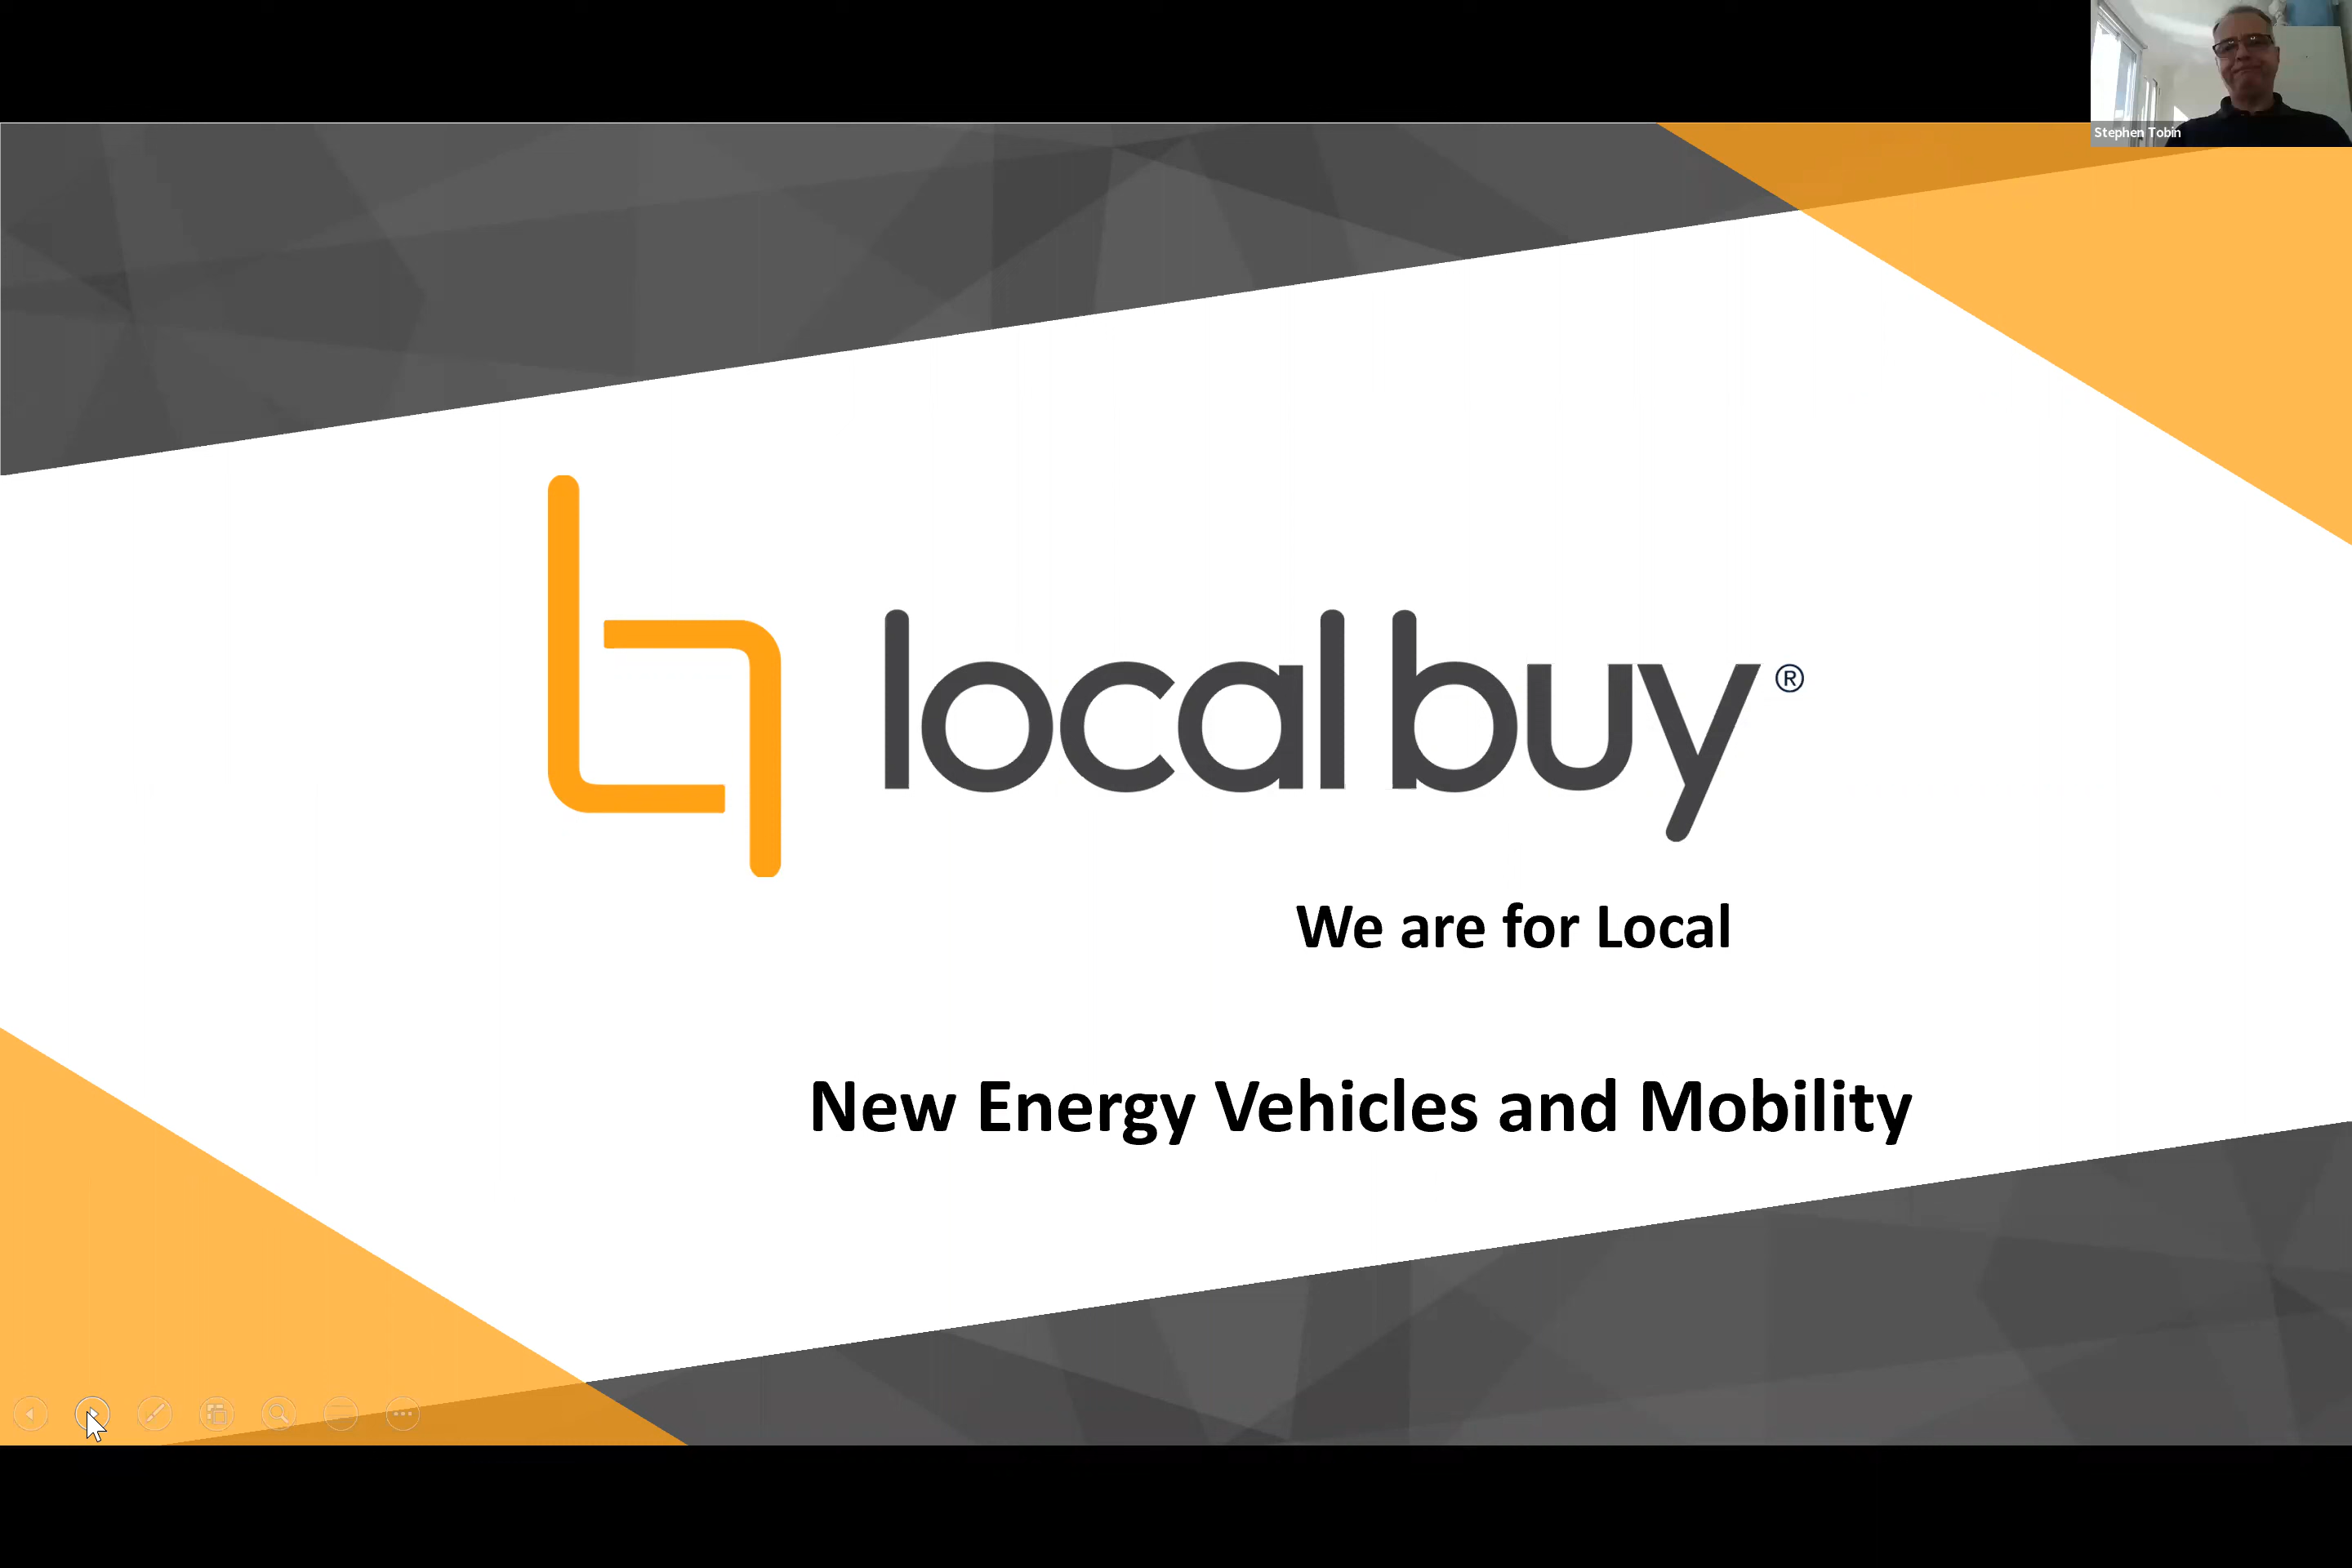 Stephen Tobin
local buy®
We are for Local
New Energy Vehicles and Mobility